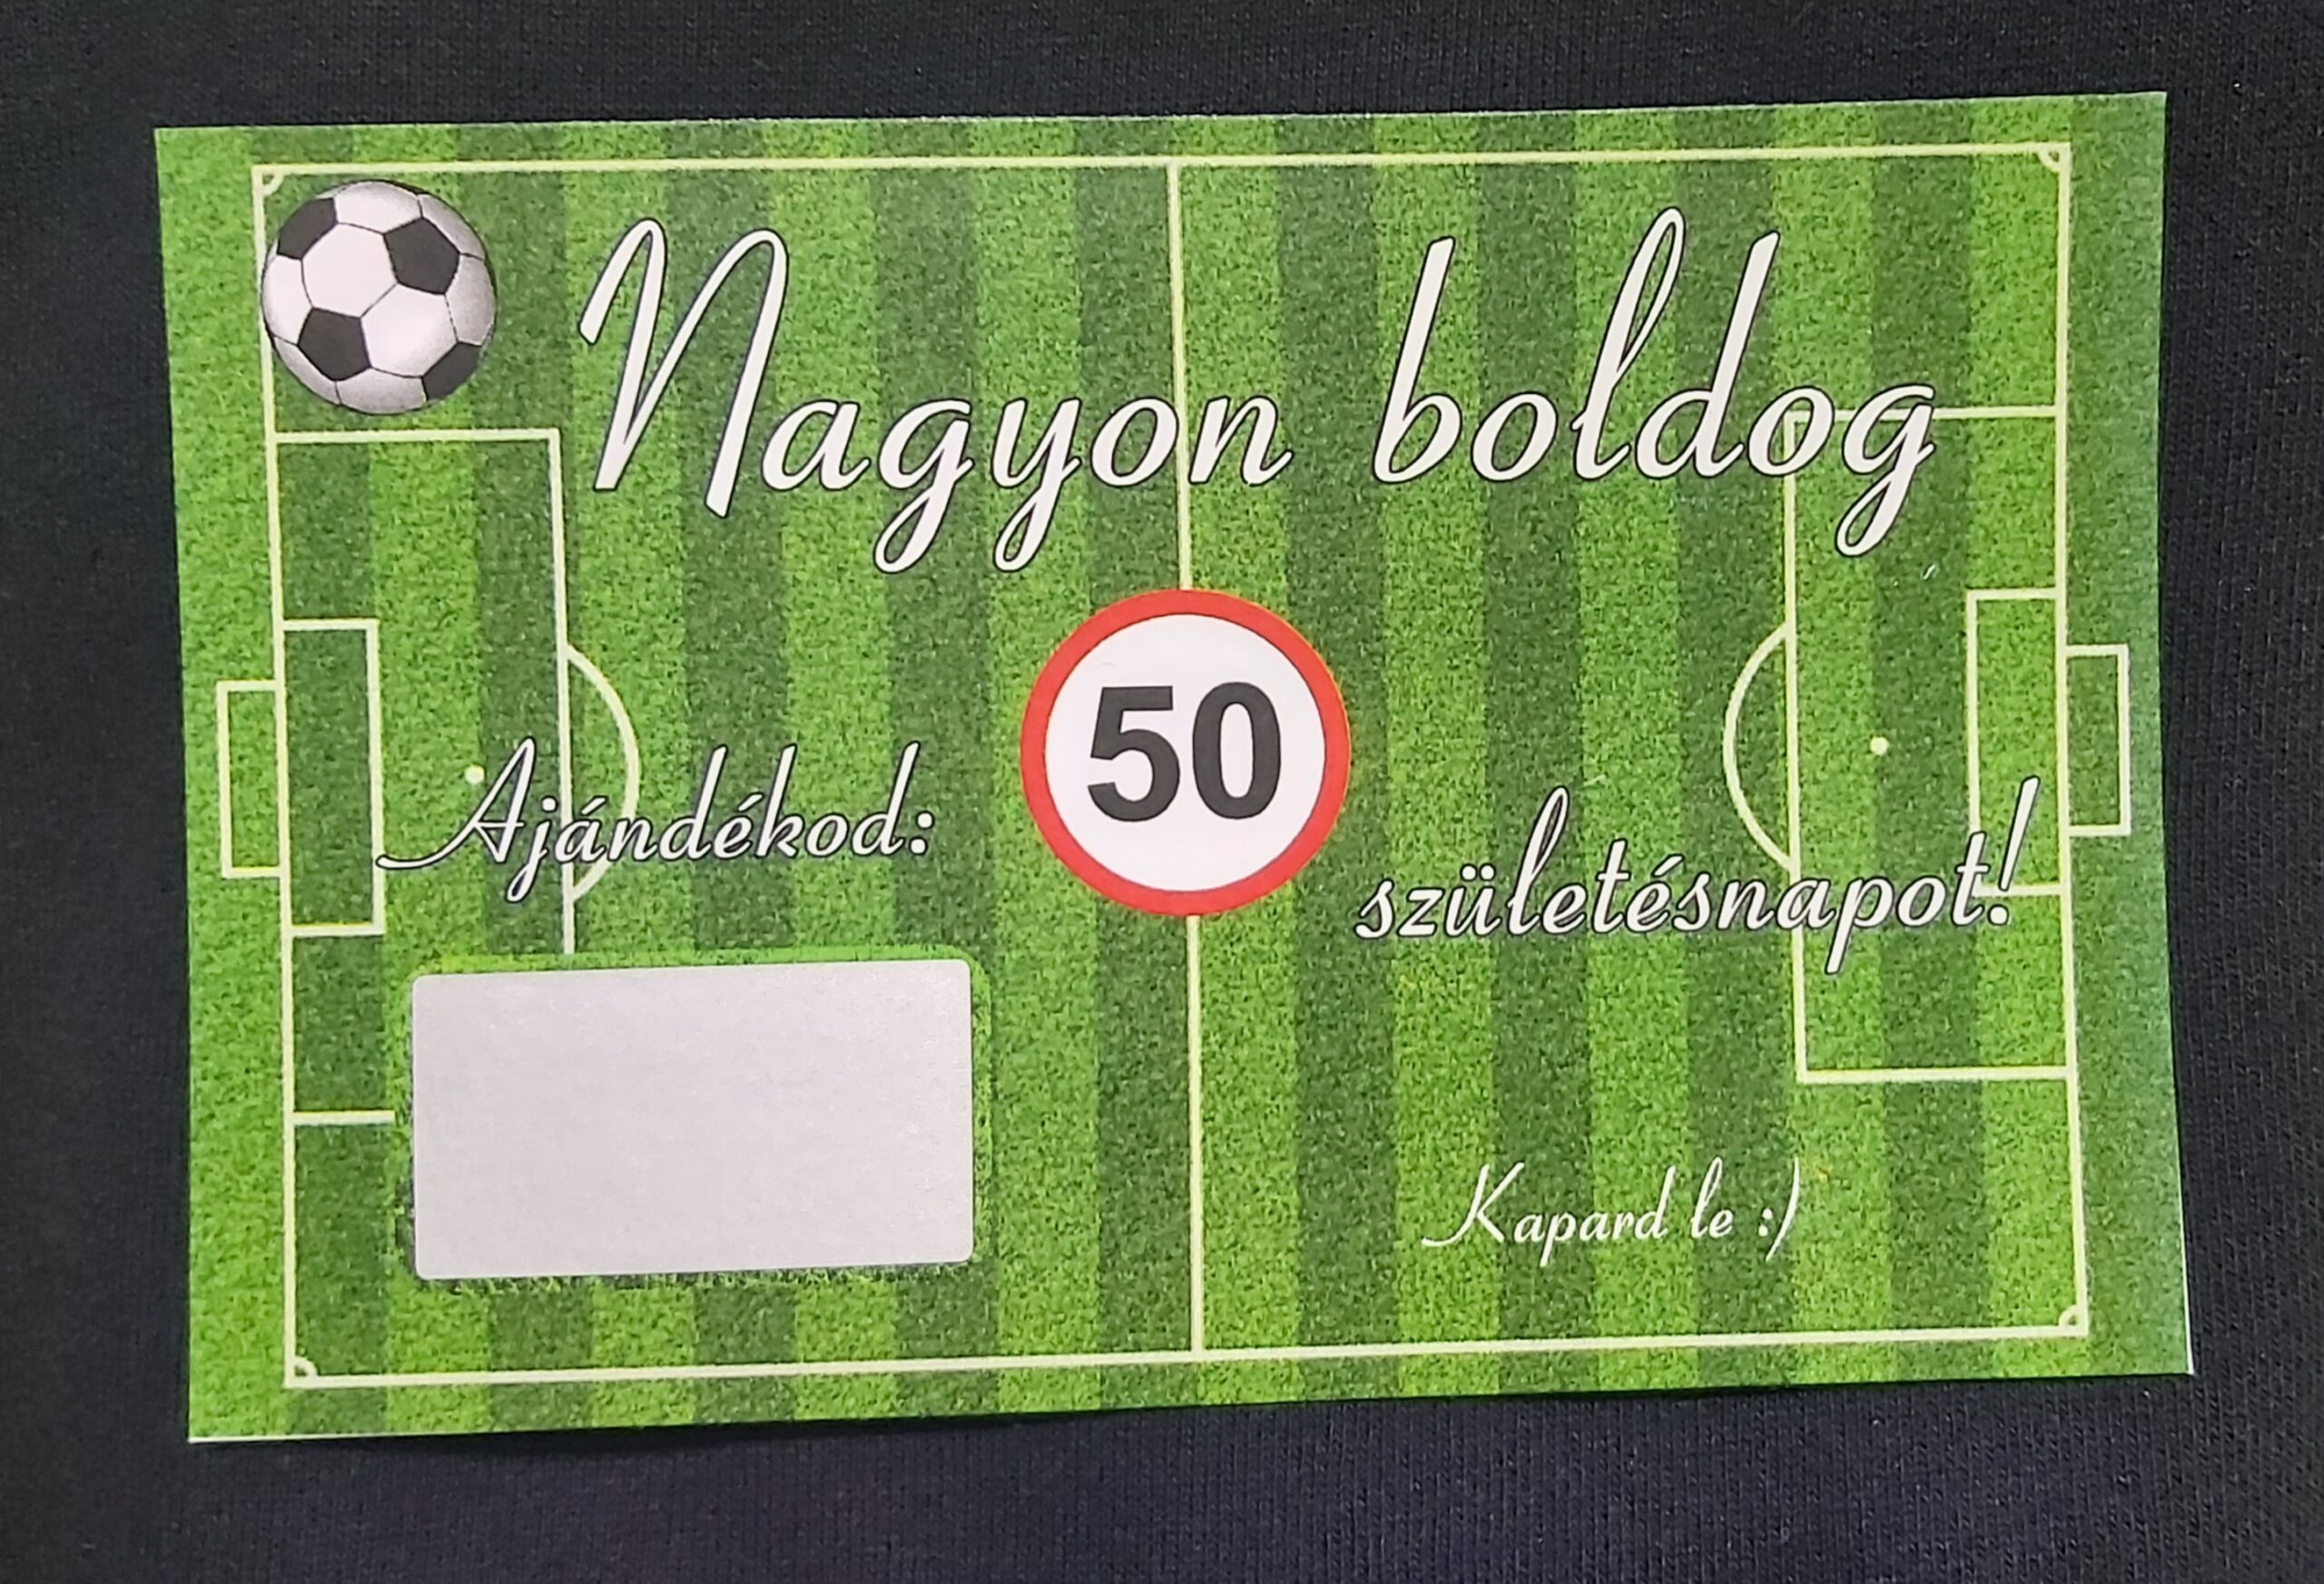 Nagyon boldog
50
Ajándékod:
születésnapot!
Kapard le :)